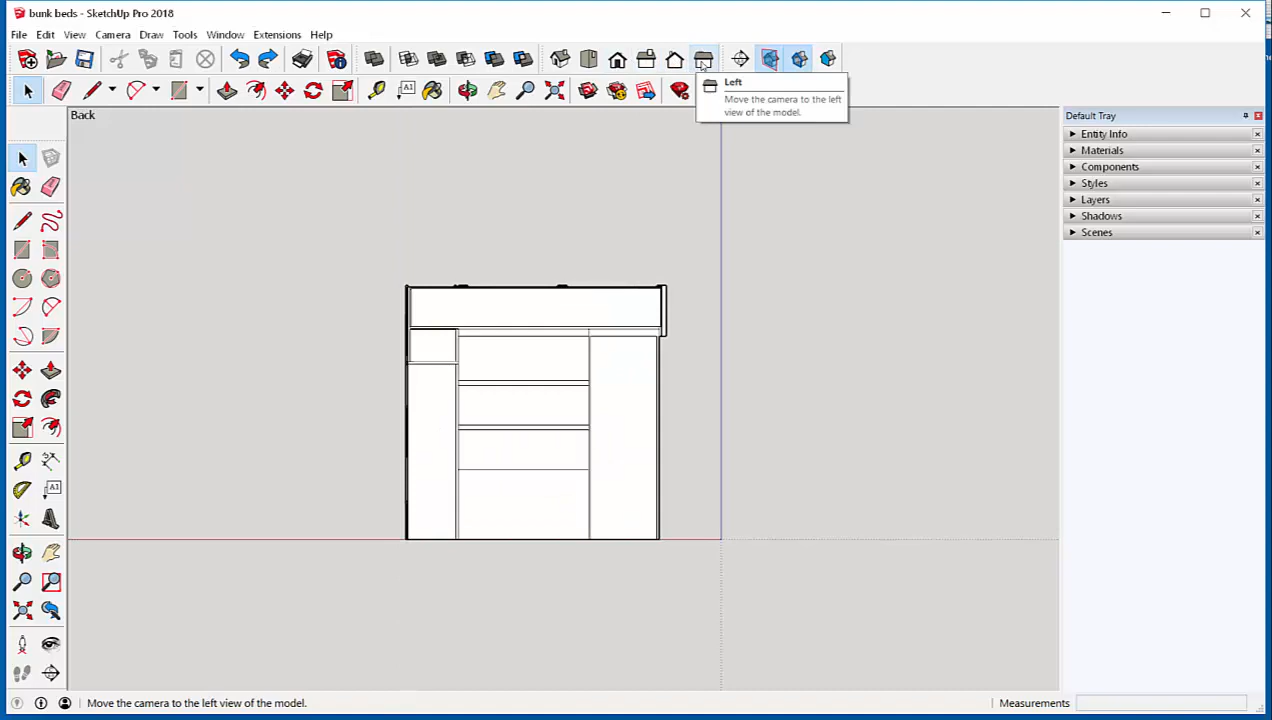 bunk beds - SketchUp Pro 2018
File Edit View Camera Draw Tools Window Extensions Help
Left
Move the camera to the left
view of the model.
Back
Default Tray
Entity Info
Materials
Components
Styles
Layers
Shadows
Scenes
Move the camera to the left view of the model.
Measurements